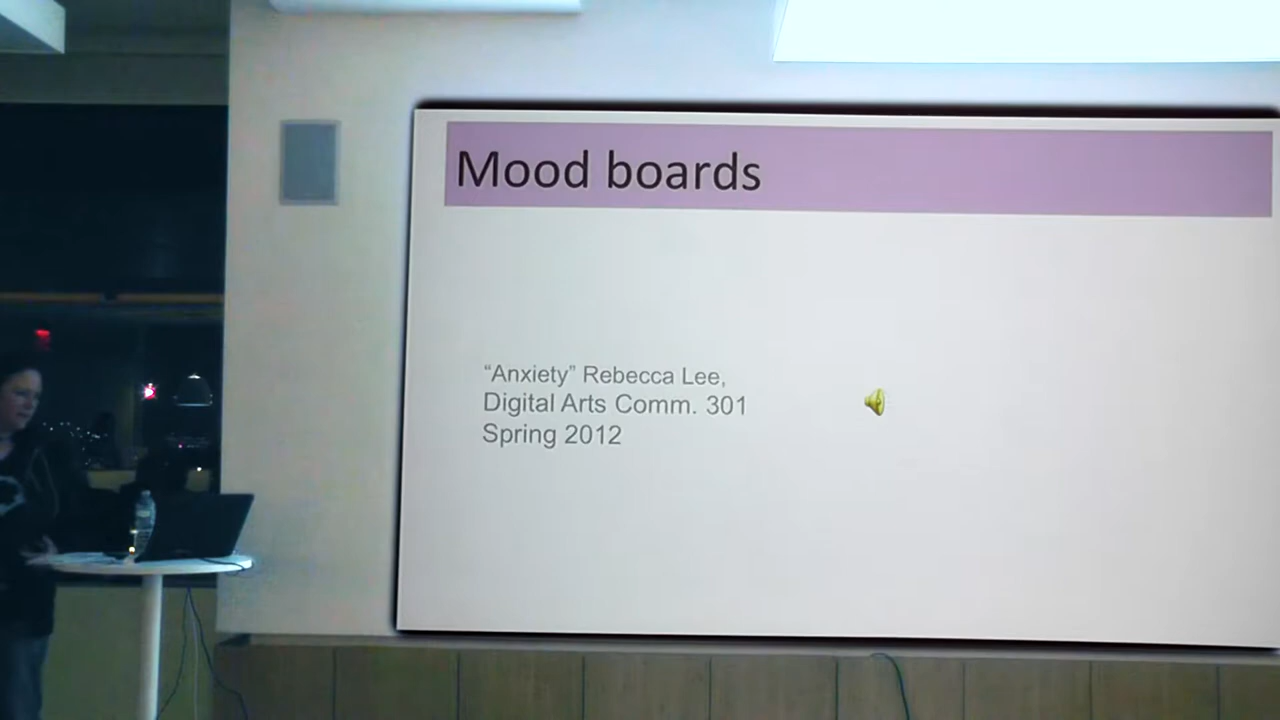 Mood boards
“Anxiety” Rebecca Lee,
Digital Arts Comm. 301
Spring 2012